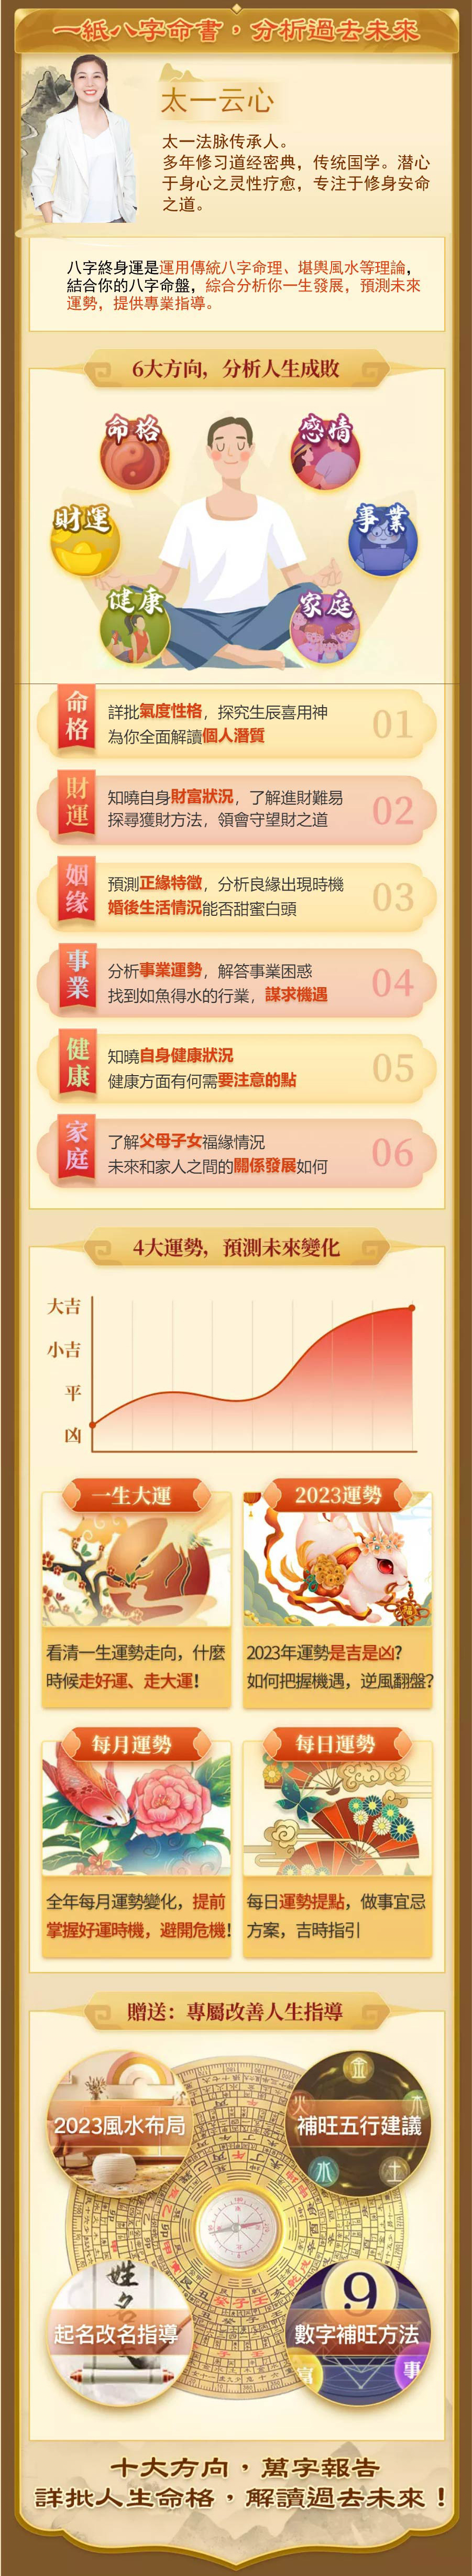 一紙八字命書，分析過去未來
太一云心
太一法脉传承人。
多年修习道经密典，传统国学。潜心
于身心之灵性疗愈，专注于修身安命
之道。
八字終身運是運用傳統八字命理、堪輿風水等理論，
結合你的八字命盤，綜合分析你一生發展，預測未來
運勢，提供專業指導。
6大方向，分析人生成敗
命格
感情
財運
事業
健康
家庭
命格
詳批氣度性格，探究生辰喜用神
為你全面解讀個人潛質
01
財運
知曉自身財富狀況，了解進財難易
探尋獲財方法，領會守望財之道
02
姻缘
預測正緣特徵，分析良緣出現時機
婚後生活情況能否甜蜜白頭
03
事業
分析事業運勢，解答事業困惑
找到如魚得水的行業，謀求機遇
04
健康
知曉自身健康狀況
健康方面有何需要注意的點
05
家庭
了解父母子女福緣情況
未來和家人之間的關係發展如何
06
4大運勢，預測未來變化
大吉
小吉
平
凶
一生大運
看清一生運勢走向，什麼
時候走好運、走大運！
2023運勢
2023年運勢是吉是凶？
如何把握機遇，逆風翻盤？
每月運勢
全年每月運勢變化，提前
掌握好運時機，避開危機！
每日運勢
每日運勢提點，做事宜忌
方案，吉時指引
贈送：專屬改善人生指導
2023風水布局
金
火
木
補旺五行建議
水
土
姓名
起名改名指導
9
數字補旺方法
富
事
十大方向，萬字報告
詳批人生命格，解讀過去未來！